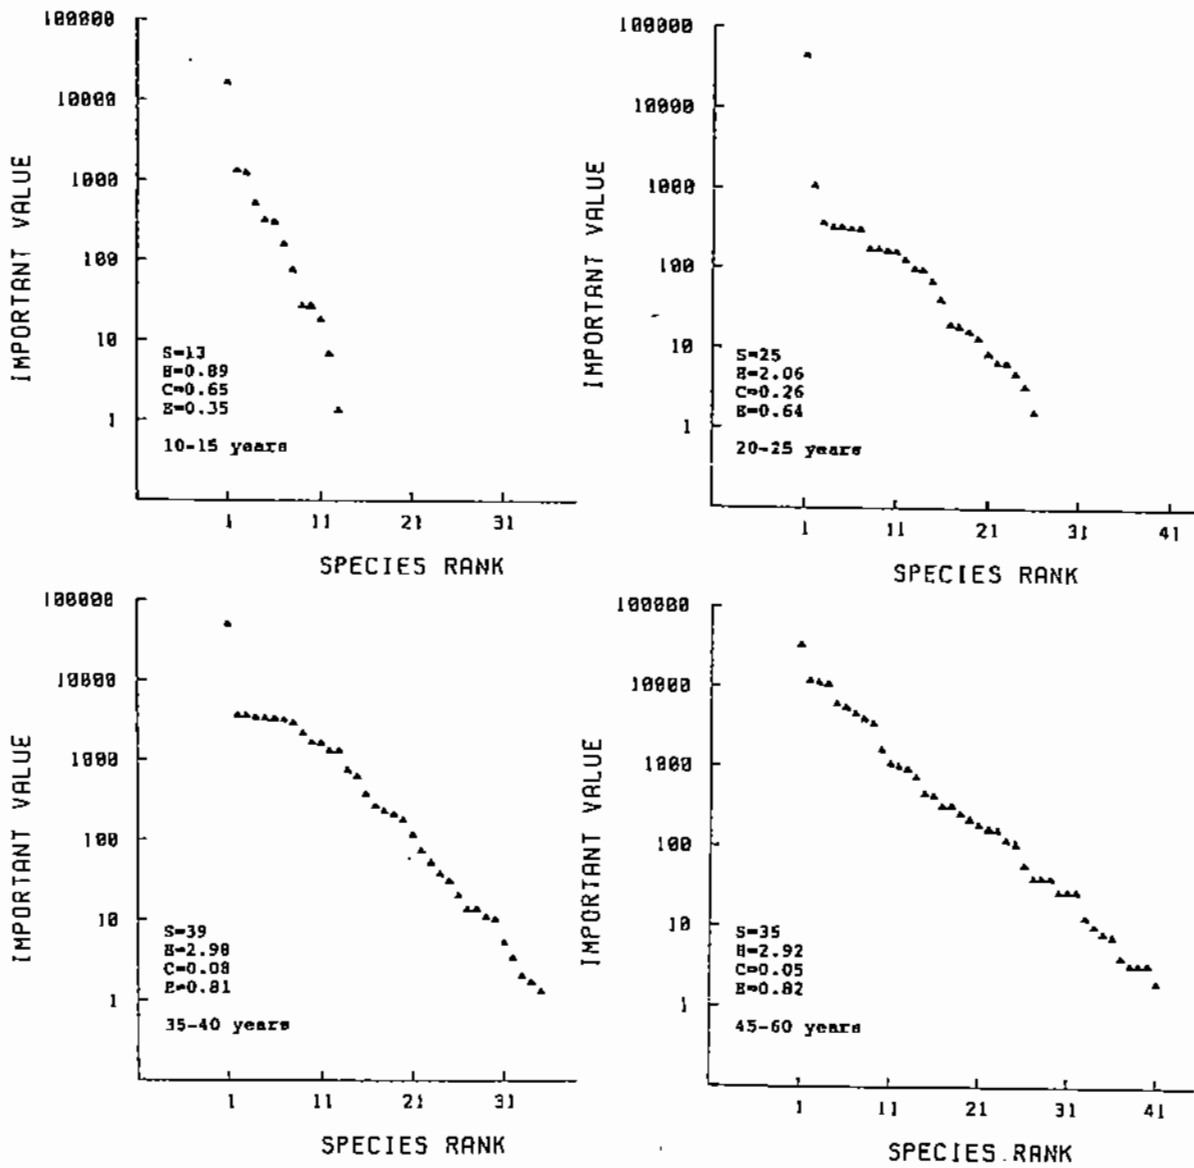 100000
10000
1000
100
10
1
IMPORTANT VALUE
S=13
H=0.89
C=0.65
E=0.35
10-15 years
1 11 21 31
SPECIES RANK
100000
10000
1000
100
10
1
IMPORTANT VALUE
S=25
H=2.06
C=0.26
E=0.64
20-25 years
1 11 21 31 41
SPECIES RANK
100000
10000
1000
100
10
1
IMPORTANT VALUE
S=39
H=2.98
C=0.08
E=0.81
35-40 years
1 11 21 31
SPECIES RANK
100000
10000
1000
100
10
1
IMPORTANT VALUE
S=35
H=2.92
C=0.05
E=0.82
45-60 years
1 11 21 31 41
SPECIES RANK